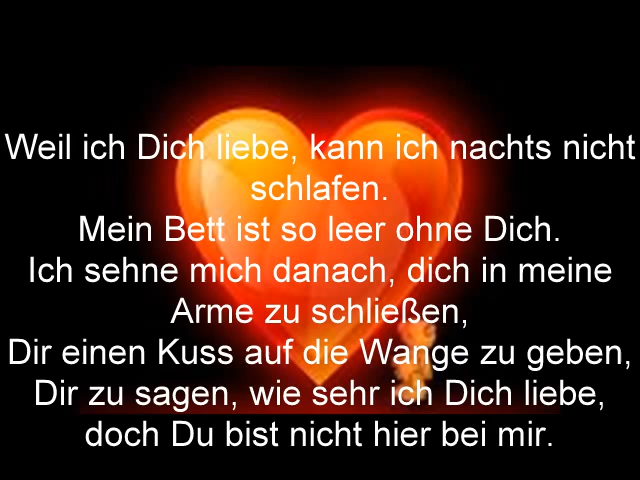 Weil ich Dich liebe, kann ich nachts nicht
schlafen.
Mein Bett ist so leer ohne Dich.
Ich sehne mich danach, dich in meine
Arme zu schließen,
Dir einen Kuss auf die Wange zu geben,
Dir zu sagen, wie sehr ich Dich liebe,
doch Du bist nicht hier bei mir.